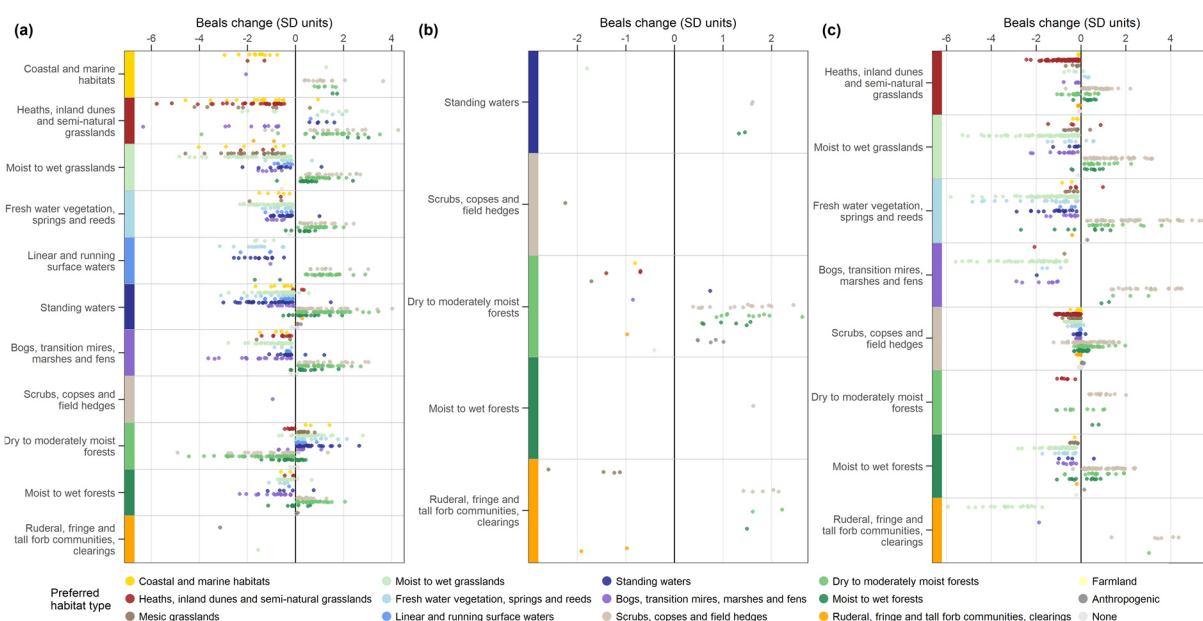 (a)
Beals change (SD units)
-6 -4 -2 0 2 4
Coastal and marine
habitats
Heaths, inland dunes
and semi-natural
grasslands
Moist to wet grasslands
Fresh water vegetation,
springs and reeds
Linear and running
surface waters
Standing waters
Bogs, transition mires,
marshes and fens
Scrubs, copses and
field hedges
Dry to moderately moist
forests
Moist to wet forests
Ruderal, fringe and
tall forb communities,
clearings
(b)
Beals change (SD units)
-2 -1 0 1 2
Standing waters
Scrubs, copses and
field hedges
Dry to moderately moist
forests
Moist to wet forests
Ruderal, fringe and
tall forb communities,
clearings
(c)
Beals change (SD units)
-6 -4 -2 0 2 4
Heaths, inland dunes
and semi-natural
grasslands
Moist to wet grasslands
Fresh water vegetation,
springs and reeds
Bogs, transition mires,
marshes and fens
Scrubs, copses and
field hedges
Dry to moderately moist
forests
Moist to wet forests
Ruderal, fringe and
tall forb communities,
clearings
Preferred
habitat type
Coastal and marine habitats
Heaths, inland dunes and semi-natural grasslands
Mesic grasslands
Moist to wet grasslands
Fresh water vegetation, springs and reeds
Linear and running surface waters
Standing waters
Bogs, transition mires, marshes and fens
Scrubs, copses and field hedges
Dry to moderately moist forests
Moist to wet forests
Ruderal, fringe and tall forb communities, clearings
Farmland
Anthropogenic
None